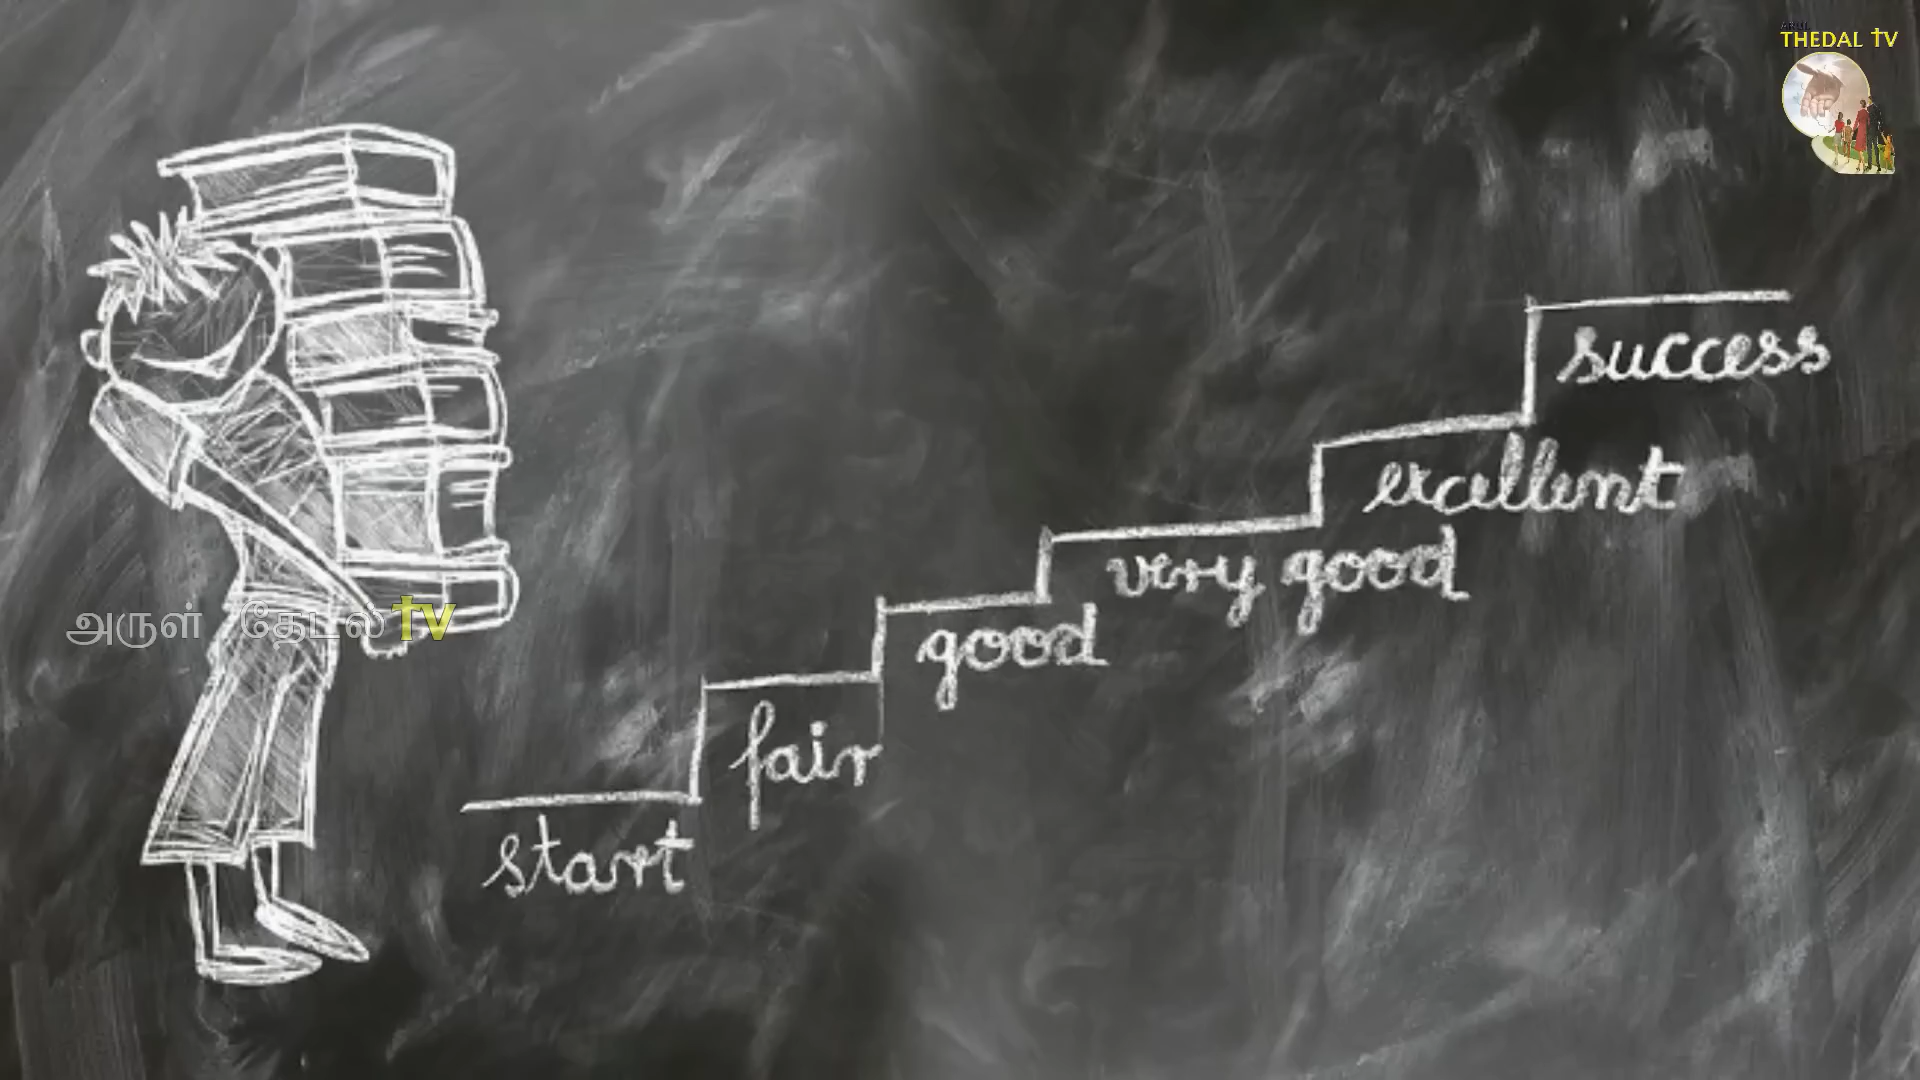 THEDAL TV
success
excellent
very good
good
அருள் தேடல் TV
fair
start